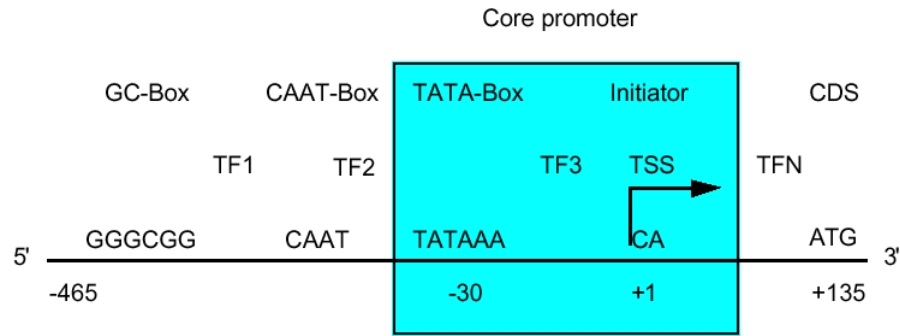 Core promoter
GC-Box CAAT-Box TATA-Box Initiator CDS
TF1 TF2 TF3 TSS TFN
GGGCGG CAAT TATAAA CA ATG
5' 3'
-465 -30 +1 +135